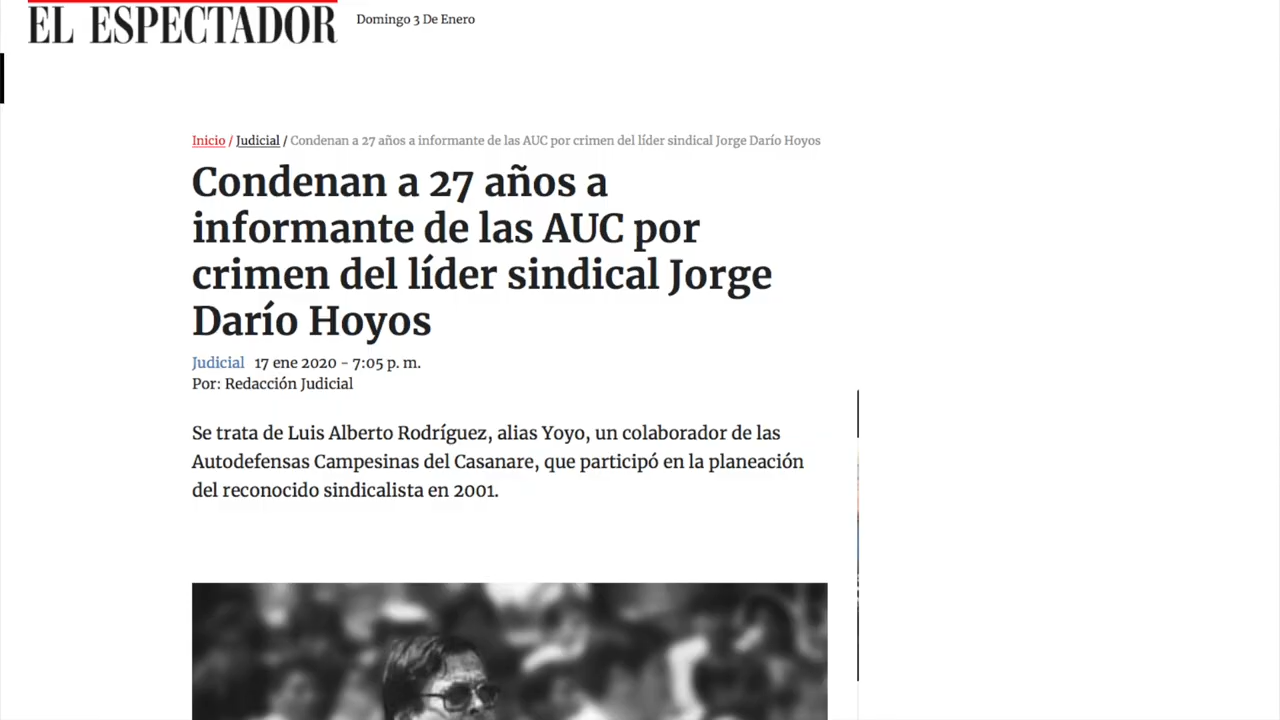 EL ESPECTADOR
Domingo 3 De Enero
Inicio / Judicial / Condenan a 27 años a informante de las AUC por crimen del líder sindical Jorge Darío Hoyos
Condenan a 27 años a
informante de las AUC por
crimen del líder sindical Jorge
Darío Hoyos
Judicial 17 ene 2020 - 7:05 p. m.
Por: Redacción Judicial
Se trata de Luis Alberto Rodríguez, alias Yoyo, un colaborador de las
Autodefensas Campesinas del Casanare, que participó en la planeación
del reconocido sindicalista en 2001.